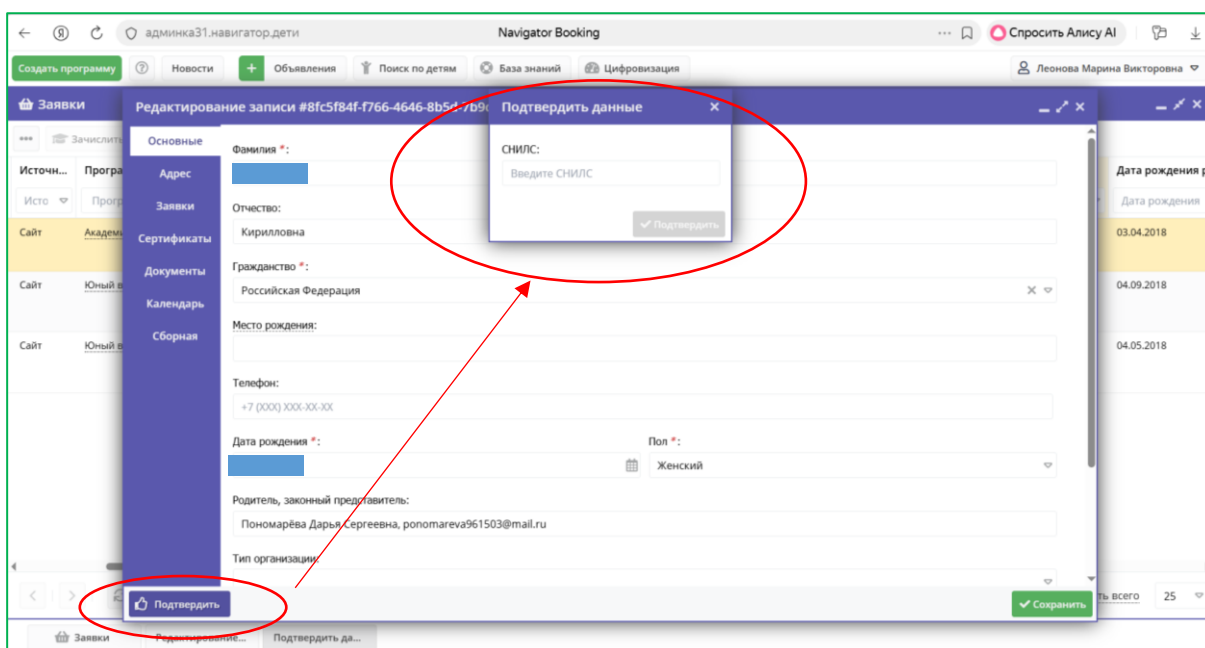 админка31.навигатор.дети
Navigator Booking
Спросить Алису AI
Создать программу
Новости
Объявления
Поиск по детям
База знаний
Цифровизация
Леонова Марина Викторовна
Заявки
Редактирование записи #8fc5f84f-f766-4646-8b5d-7b9
Подтвердить данные
Зачислить
Основные
Адрес
Заявки
Сертификаты
Документы
Календарь
Сборная
Источн...
Програ
Дата рождения р
Исто
Прогр
Дата рождения
Сайт
Академ
03.04.2018
Сайт
Юный в
04.09.2018
Сайт
Юный в
04.05.2018
Фамилия *:
СНИЛС:
Введите СНИЛС
Подтвердить
Отчество:
Кирилловна
Гражданство *:
Российская Федерация
Место рождения:
Телефон:
+7 (XXX) XXX-XX-XX
Дата рождения *:
Пол *:
Женский
Родитель, законный представитель:
Пономарёва Дарья Сергеевна, ponomareva961503@mail.ru
Тип организации:
Подтвердить
Сохранить
ть всего
25
Заявки
Редактирование...
Подтвердить да...